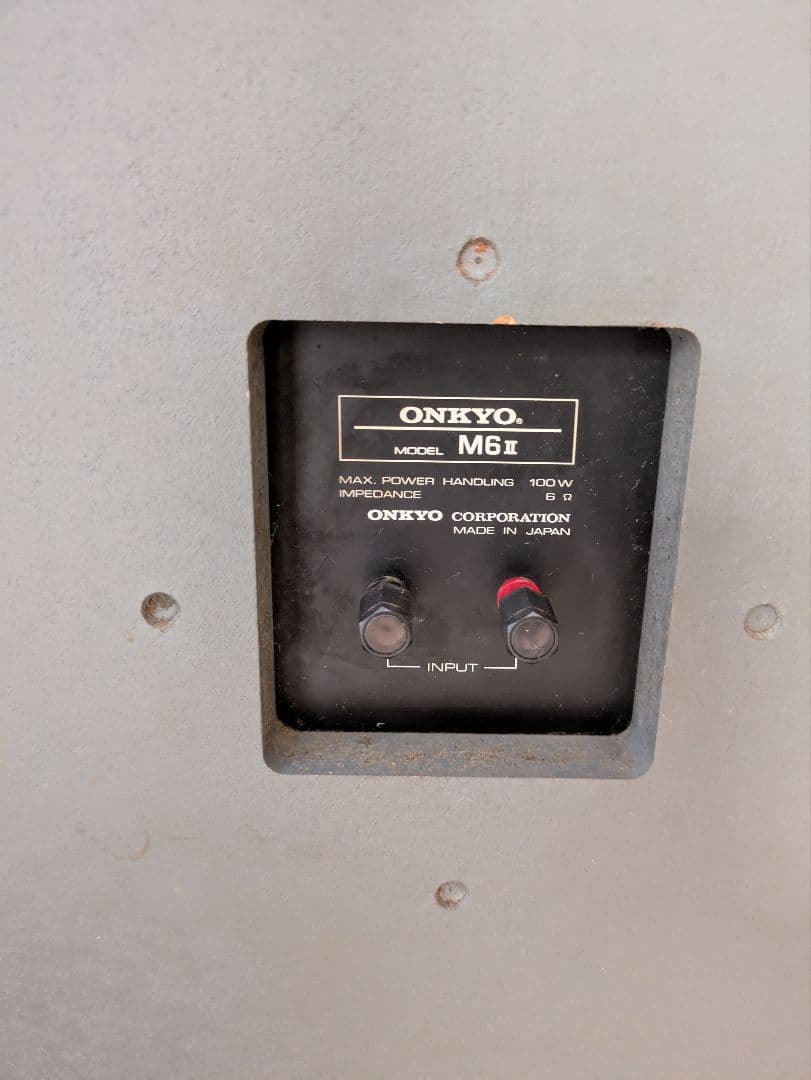 ONKYO®
MODEL M6II
MAX. POWER HANDLING 100W
IMPEDANCE 6 Ω
ONKYO CORPORATION
MADE IN JAPAN
INPUT